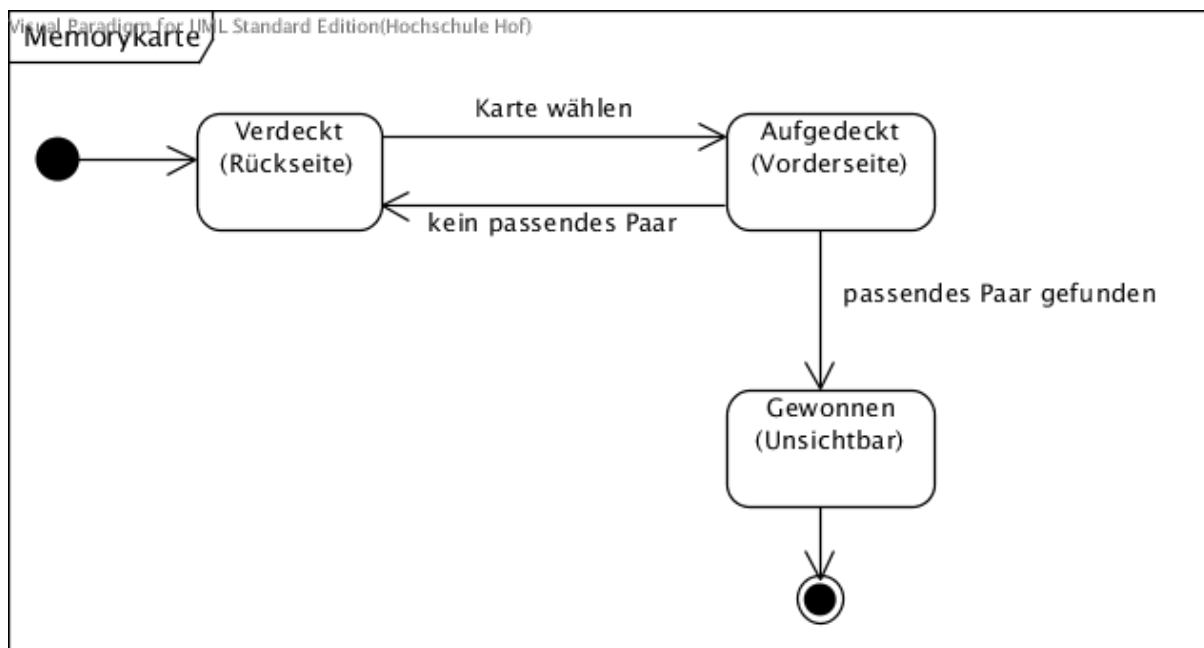 Visual Paradigm for UML Standard Edition(Hochschule Hof)
Memorykarte
Karte wählen
Verdeckt
(Rückseite)
Aufgedeckt
(Vorderseite)
kein passendes Paar
passendes Paar gefunden
Gewonnen
(Unsichtbar)